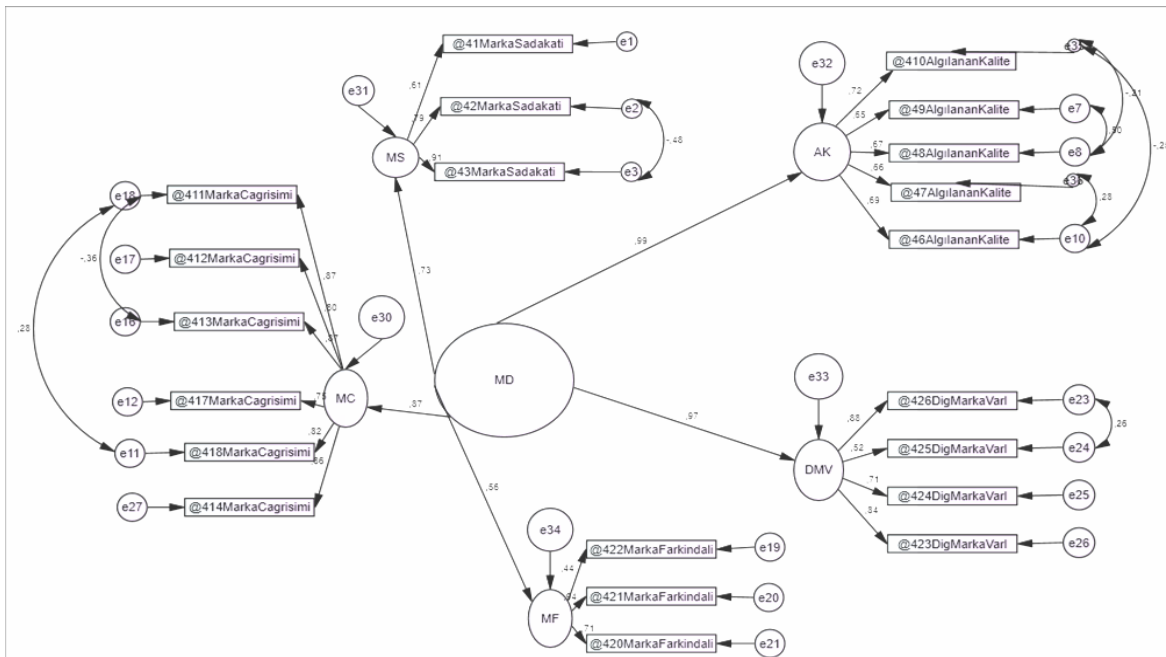 e1
@41MarkaSadakati
e31
,61
@42MarkaSadakati
e2
,79
MS
,91
@43MarkaSadakati
e3
-,48
e32
@410AlgılananKalite
,72
,65
@49AlgılananKalite
e7
-,21
AK
,67
@48AlgılananKalite
e8
,66
@47AlgılananKalite
,28
,69
@46AlgılananKalite
e10
e18
@411MarkaCagrisimi
e17
@412MarkaCagrisimi
-,36
e16
@413MarkaCagrisimi
,28
,87
e30
,73
,99
MD
e12
@417MarkaCagrisimi
,75
MC
,87
e11
@418MarkaCagrisimi
,82
e27
@414MarkaCagrisimi
,97
e33
,88
@426DigMarkaVarl
e23
,26
,52
@425DigMarkaVarl
e24
DMV
,71
@424DigMarkaVarl
e25
,84
@423DigMarkaVarl
e26
,56
e34
,44
@422MarkaFarkindali
e19
@421MarkaFarkindali
e20
MF
,71
@420MarkaFarkindali
e21